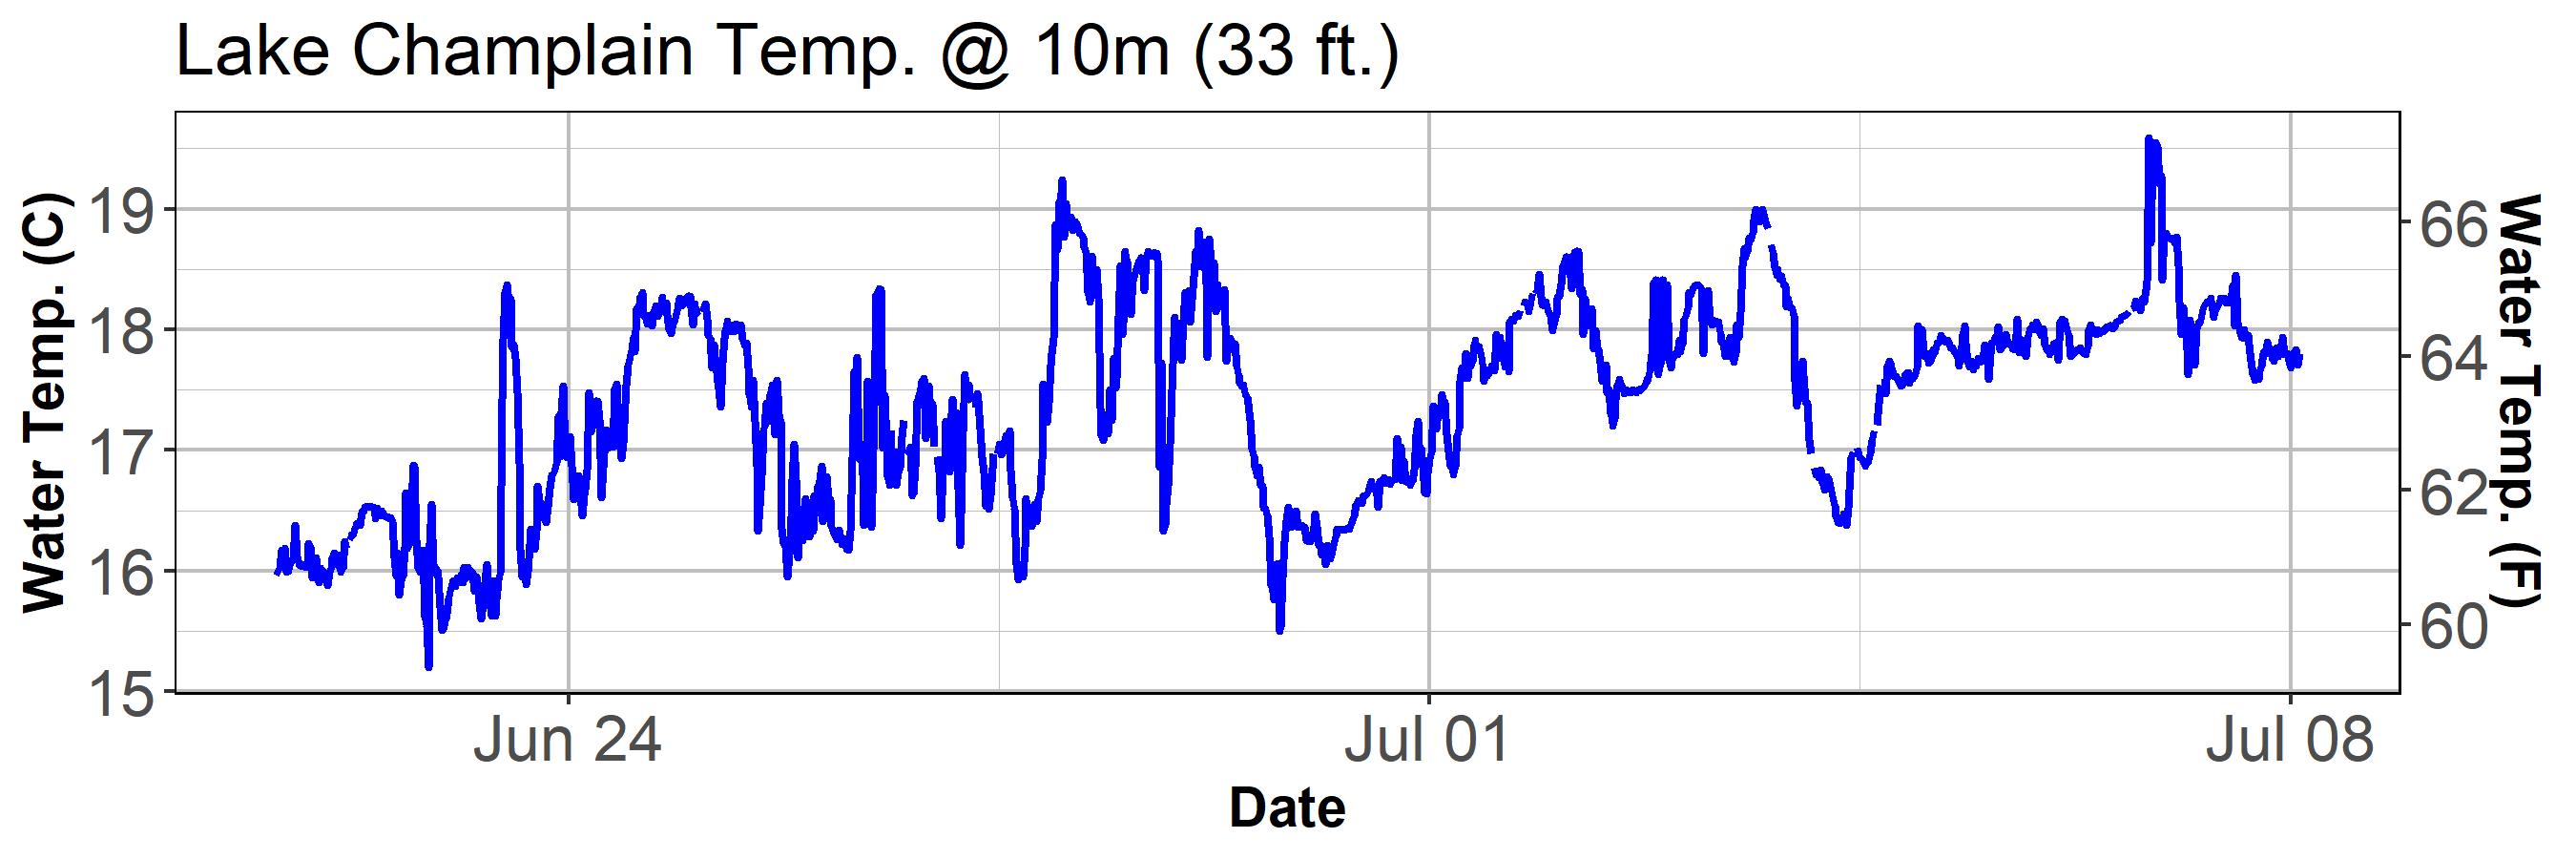 Lake Champlain Temp. @ 10m (33 ft.)
Water Temp. (C)
19
18
17
16
15
66
64
62
60
Water Temp. (F)
Jun 24
Jul 01
Jul 08
Date